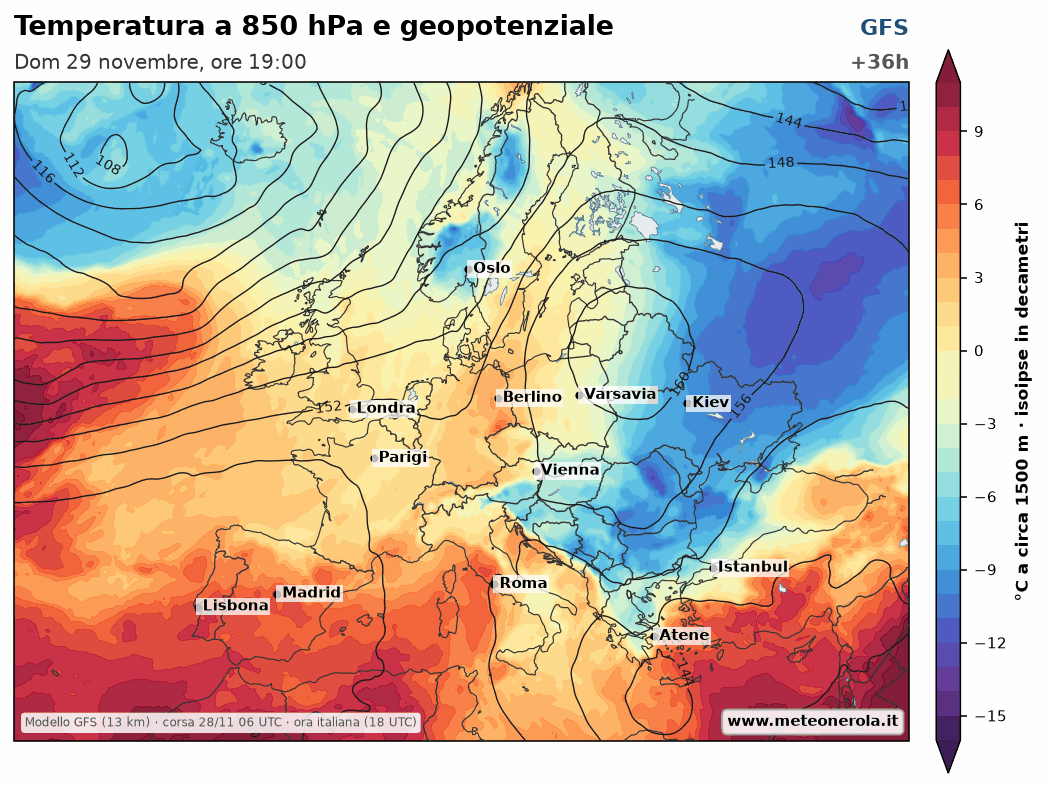 Temperatura a 850 hPa e geopotenziale
GFS
Dom 29 novembre, ore 19:00
+36h
144
148
116
112
108
Oslo
152
Londra
Berlino
Varsavia
160
Kiev
156
Parigi
Vienna
Istanbul
Roma
Madrid
Lisbona
Atene
144
Modello GFS (13 km) · corsa 28/11 06 UTC · ora italiana (18 UTC)
www.meteonerola.it
9
6
3
0
−3
−6
−9
−12
−15
°C a circa 1500 m · isoipse in decametri